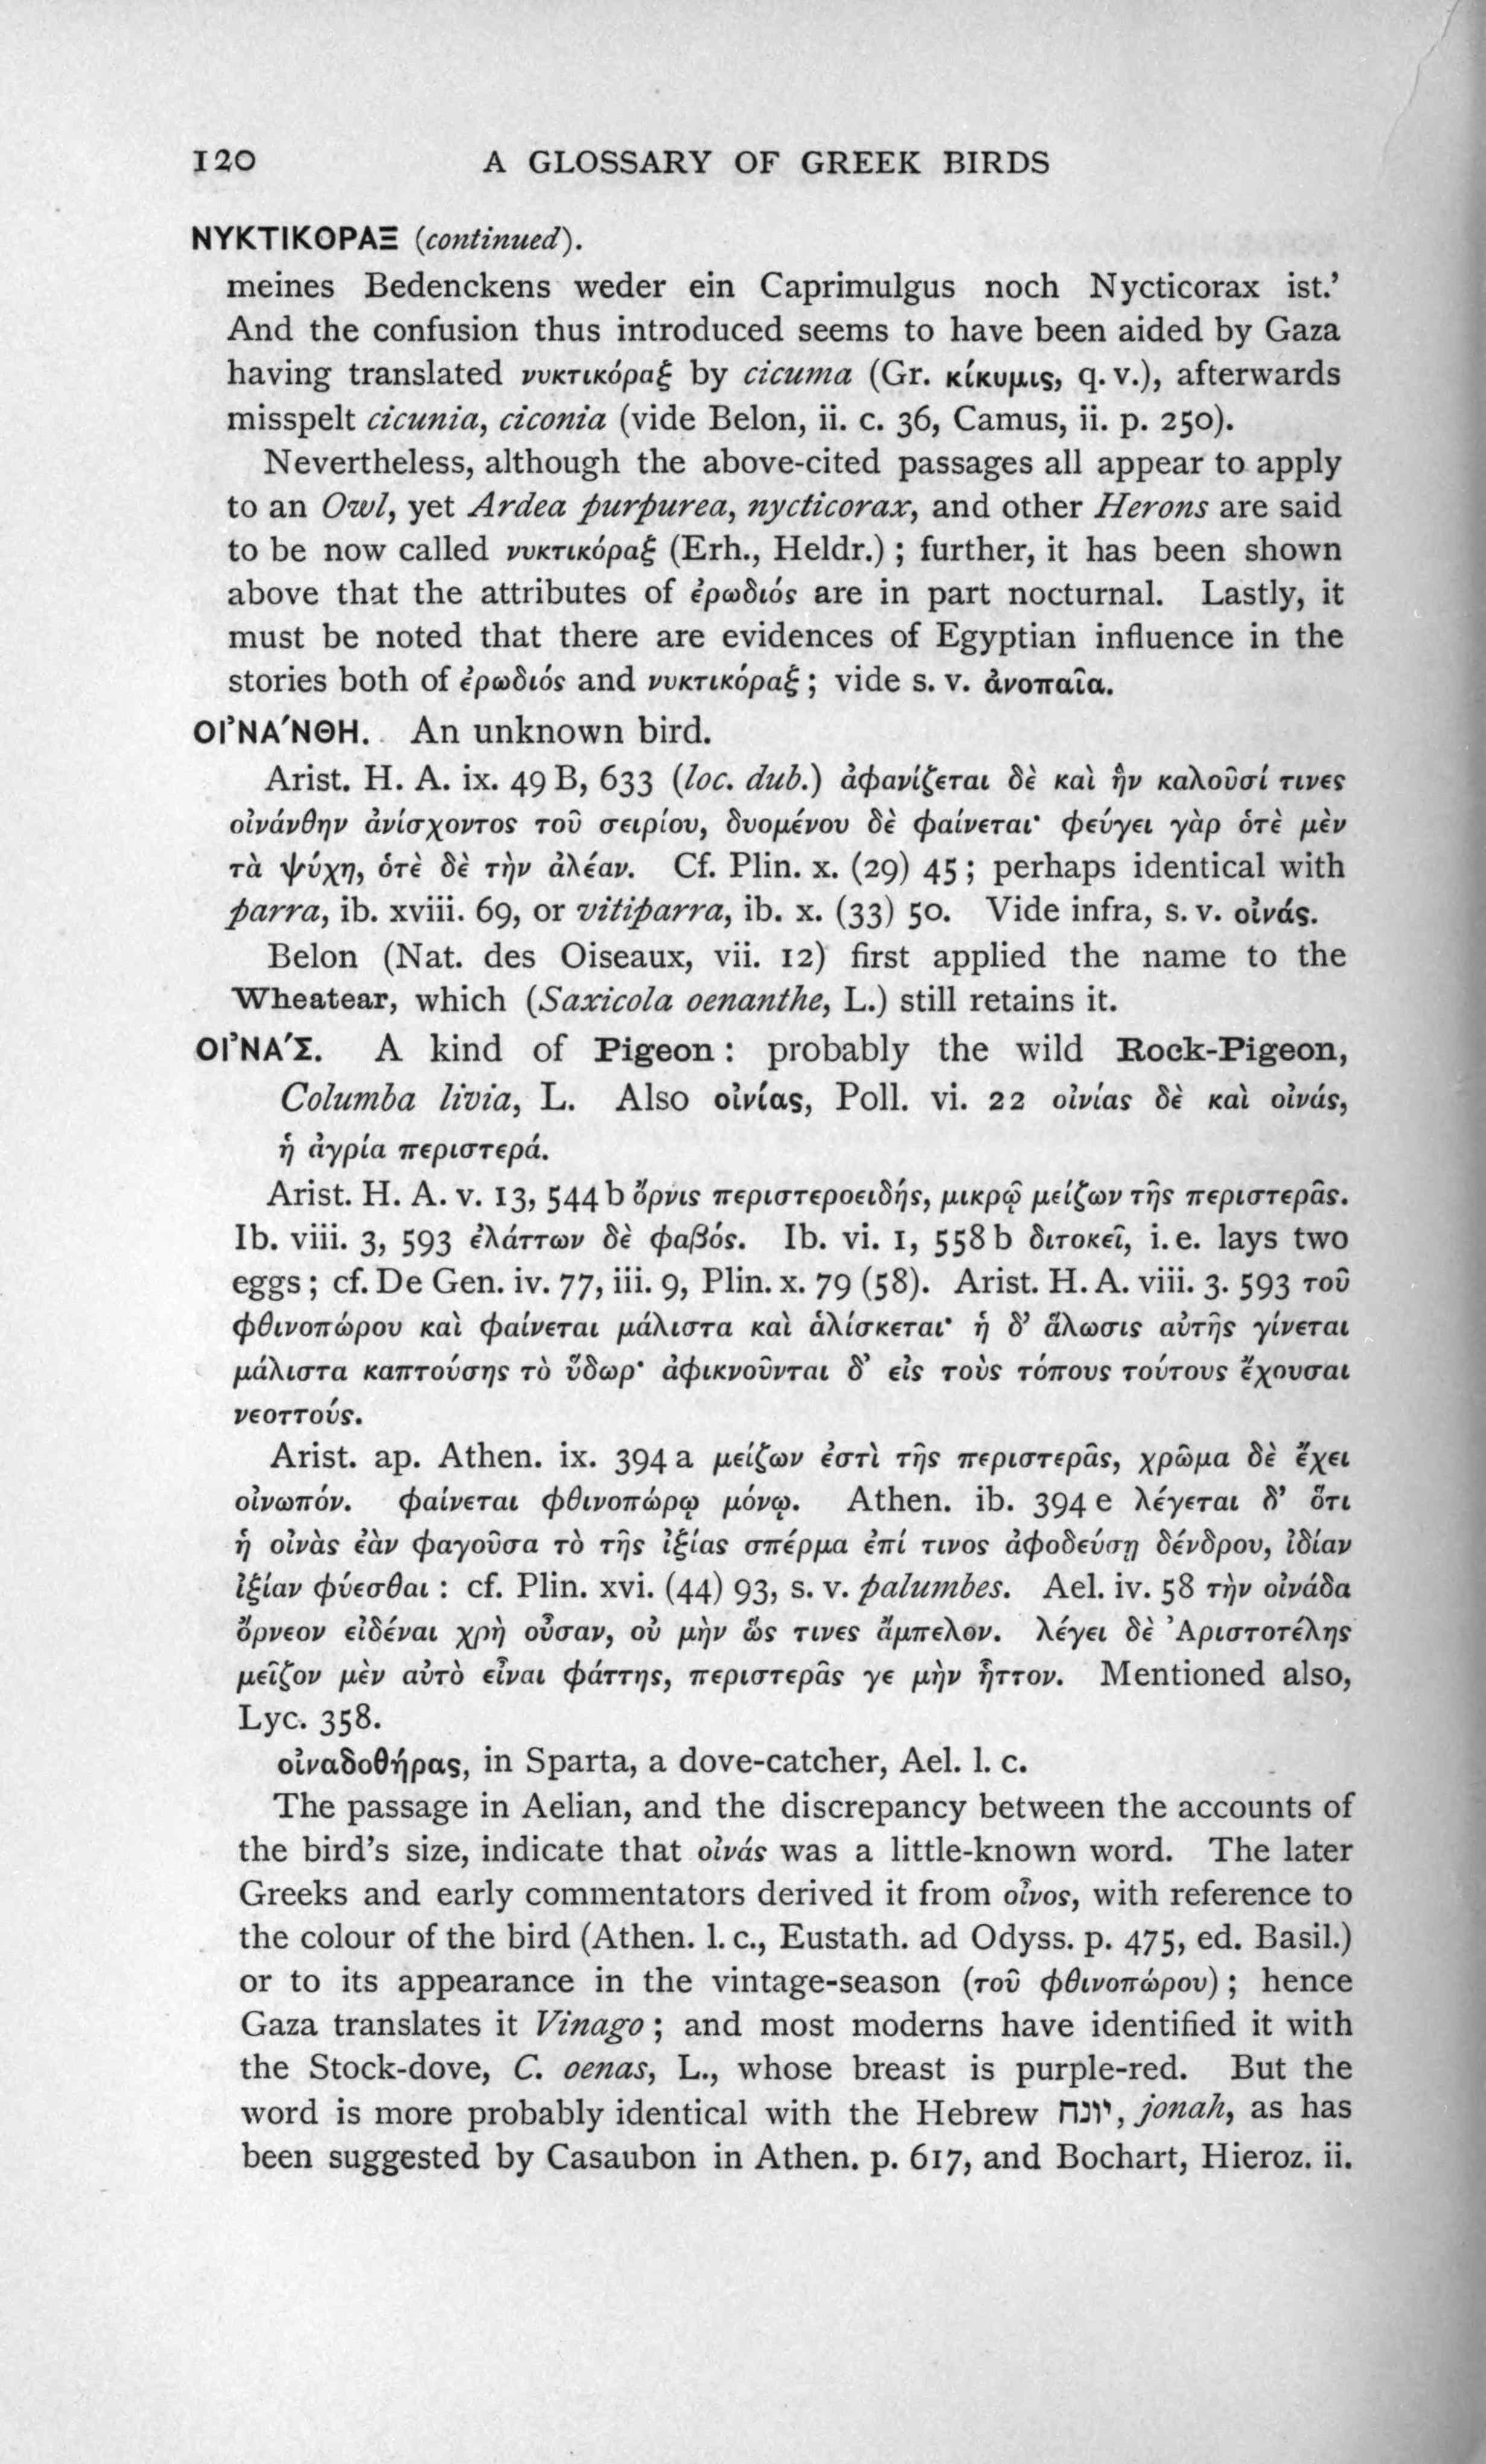 120 A GLOSSARY OF GREEK BIRDS
ΝΥΚΤΙΚΟΡΑΞ (continued).
meines Bedenckens weder ein Caprimulgus noch Nycticorax ist.’
And the confusion thus introduced seems to have been aided by Gaza
having translated νυκτικόραξ by cicuma (Gr. κίκυμις, q. v.), afterwards
misspelt cicunia, ciconia (vide Belon, ii. c. 36, Camus, ii. p. 250).
Nevertheless, although the above-cited passages all appear to apply
to an Owl, yet Ardea purpurea, nycticorax, and other Herons are said
to be now called νυκτικόραξ (Erh., Heldr.) ; further, it has been shown
above that the attributes of ἐρωδιός are in part nocturnal. Lastly, it
must be noted that there are evidences of Egyptian influence in the
stories both of ἐρωδιός and νυκτικόραξ ; vide s. v. ἀνοπαῖα.
ΟἸΝΆΝΘΗ. An unknown bird.
Arist. H. A. ix. 49 B, 633 (loc. dub.) ἀφανίζεται δὲ καὶ ἣν καλοῦσί τινες
οἰνάνθην ἀνίσχοντος τοῦ σειρίου, δυομένου δὲ φαίνεται· φεύγει γὰρ ὁτὲ μὲν
τὰ ψύχη, ὁτὲ δὲ τὴν ἀλέαν. Cf. Plin. x. (29) 45 ; perhaps identical with
parra, ib. xviii. 69, or vitiparra, ib. x. (33) 50. Vide infra, s. v. οἰνάς.
Belon (Nat. des Oiseaux, vii. 12) first applied the name to the
Wheatear, which (Saxicola oenanthe, L.) still retains it.
ΟἸΝΆΣ. A kind of Pigeon : probably the wild Rock-Pigeon,
Columba livia, L. Also οἰνίας, Poll. vi. 22 οἰνίας δὲ καὶ οἰνάς,
ἡ ἀγρία περιστερά.
Arist. H. A. v. 13, 544 b ὄρνις περιστεροειδής, μικρῷ μείζων τῆς περιστερᾶς.
Ib. viii. 3, 593 ἐλάττων δὲ φαβός. Ib. vi. 1, 558 b διτοκεῖ, i. e. lays two
eggs ; cf. De Gen. iv. 77, iii. 9, Plin. x. 79 (58). Arist. H. A. viii. 3. 593 τοῦ
φθινοπώρου καὶ φαίνεται μάλιστα καὶ ἁλίσκεται· ἡ δ’ ἅλωσις αὐτῆς γίνεται
μάλιστα καπτούσης τὸ ὕδωρ· ἀφικνοῦνται δ’ εἰς τοὺς τόπους τούτους ἔχουσαι
νεοττούς.
Arist. ap. Athen. ix. 394 a μείζων ἐστὶ τῆς περιστερᾶς, χρῶμα δὲ ἔχει
οἰνωπόν. φαίνεται φθινοπώρῳ μόνῳ. Athen. ib. 394 e λέγεται δ’ ὅτι
ἡ οἰνὰς ἐὰν φαγοῦσα τὸ τῆς ἰξίας σπέρμα ἐπί τινος ἀφοδεύσῃ δένδρου, ἰδίαν
ἰξίαν φύεσθαι : cf. Plin. xvi. (44) 93, s. v. palumbes. Ael. iv. 58 τὴν οἰνάδα
ὄρνεον εἰδέναι χρὴ οὖσαν, οὐ μὴν ὥς τινες ἄμπελον. λέγει δὲ Ἀριστοτέλης
μεῖζον μὲν αὐτὸ εἶναι φάττης, περιστερᾶς γε μὴν ἧττον. Mentioned also,
Lyc. 358.
οἰναδοθήρας, in Sparta, a dove-catcher, Ael. l. c.
The passage in Aelian, and the discrepancy between the accounts of
the bird’s size, indicate that οἰνάς was a little-known word. The later
Greeks and early commentators derived it from οἶνος, with reference to
the colour of the bird (Athen. l. c., Eustath. ad Odyss. p. 475, ed. Basil.)
or to its appearance in the vintage-season (τοῦ φθινοπώρου) ; hence
Gaza translates it Vinago ; and most moderns have identified it with
the Stock-dove, C. oenas, L., whose breast is purple-red. But the
word is more probably identical with the Hebrew יונה, jonah, as has
been suggested by Casaubon in Athen. p. 617, and Bochart, Hieroz. ii.